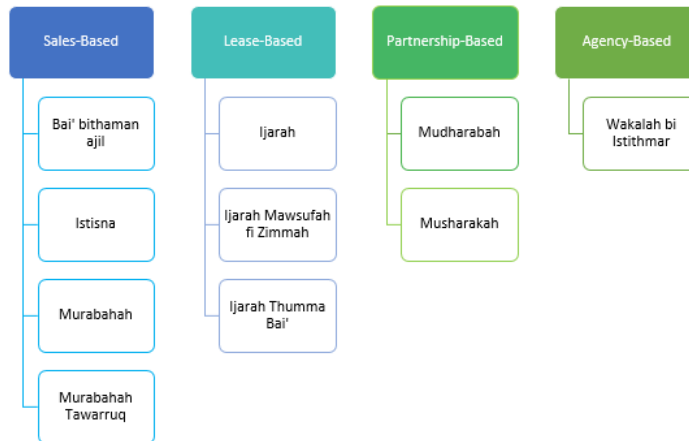 Sales-Based
Bai' bithaman
ajil
Istisna
Murabahah
Murabahah
Tawarruq
Lease-Based
Ijarah
Ijarah Mawsufah
fi Zimmah
Ijarah Thumma
Bai'
Partnership-Based
Mudharabah
Musharakah
Agency-Based
Wakalah bi
Istithmar